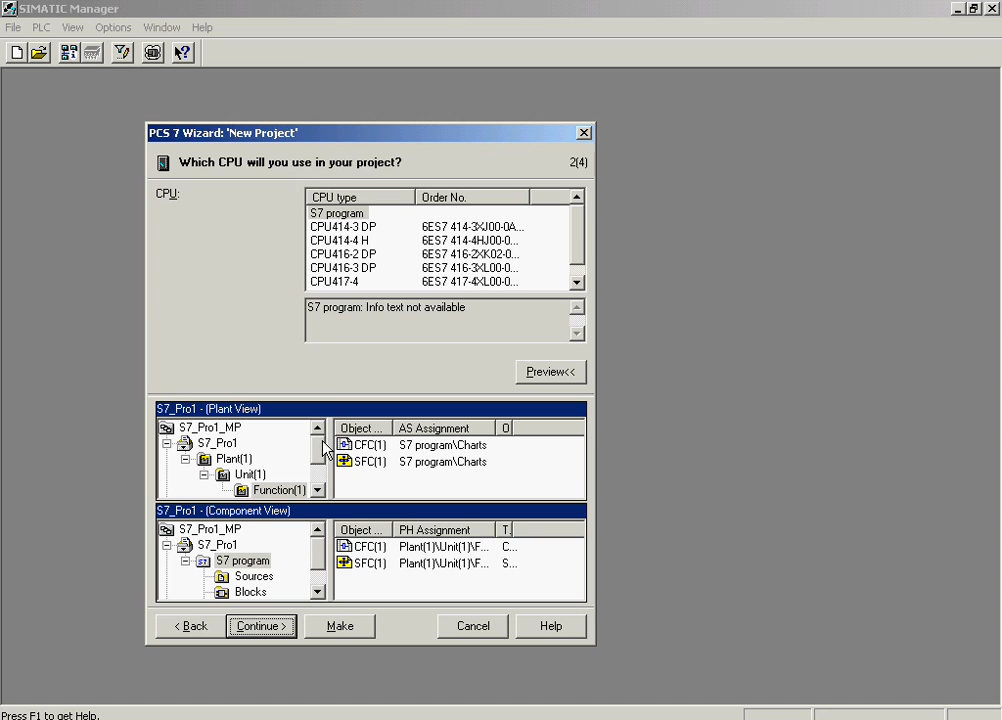 SIMATIC Manager
File PLC View Options Window Help
PCS 7 Wizard: 'New Project'
Which CPU will you use in your project? 2(4)
CPU:
CPU type Order No.
S7 program
CPU414-3 DP 6ES7 414-3XJ00-0A...
CPU414-4 H 6ES7 414-4HJ00-0...
CPU416-2 DP 6ES7 416-2XK02-0...
CPU416-3 DP 6ES7 416-3XL00-0...
CPU417-4 6ES7 417-4XL00-0...
S7 program: Info text not available
Preview<<
S7_Pro1 - (Plant View)
S7_Pro1_MP
S7_Pro1
Plant(1)
Unit(1)
Function(1)
Object ... AS Assignment O
CFC(1) S7 program\Charts
SFC(1) S7 program\Charts
S7_Pro1 - (Component View)
S7_Pro1_MP
S7_Pro1
S7 program
Sources
Blocks
Object ... PH Assignment T.
CFC(1) Plant(1)\Unit(1)\F... C...
SFC(1) Plant(1)\Unit(1)\F... S...
< Back Continue > Make Cancel Help
Press F1 to get Help.